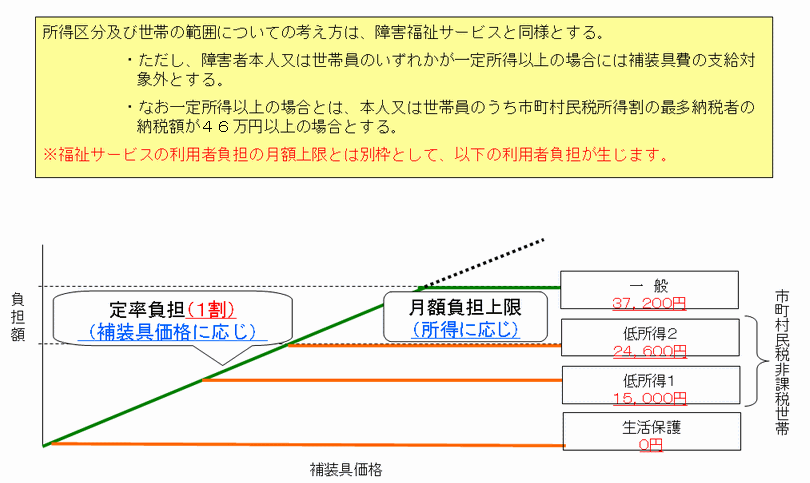 所得区分及び世帯の範囲についての考え方は、障害福祉サービスと同様とする。
・ただし、障害者本人又は世帯員のいずれかが一定所得以上の場合には補装具費の支給対
象外とする。
・なお一定所得以上の場合とは、本人又は世帯員のうち市町村民税所得割の最多納税者の
納税額が４６万円以上の場合とする。
※福祉サービスの利用者負担の月額上限とは別枠として、以下の利用者負担が生じます。
負担額
定率負担(1割)
(補装具価格に応じ)
月額負担上限
(所得に応じ)
一 般
37,200円
低所得2
24,600円
低所得1
15,000円
生活保護
0円
市町村民税非課税世帯
補装具価格